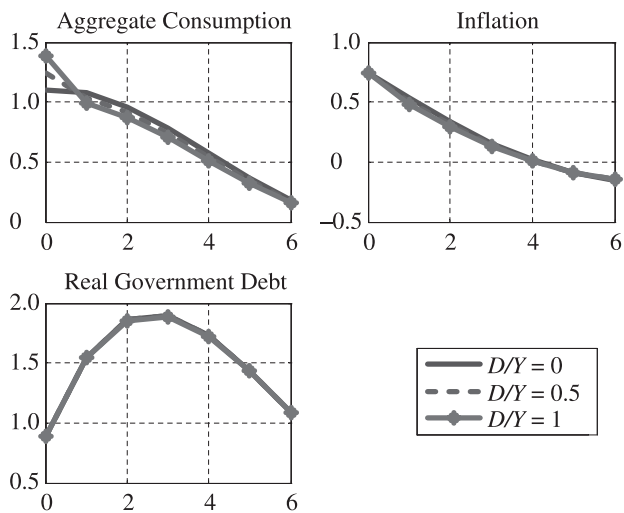 Aggregate Consumption
1.5
1.0
0.5
0
0 2 4 6
Inflation
1.0
0.5
0
–0.5
0 2 4 6
Real Government Debt
2.0
1.5
1.0
0.5
0 2 4 6
D/Y = 0
D/Y = 0.5
D/Y = 1